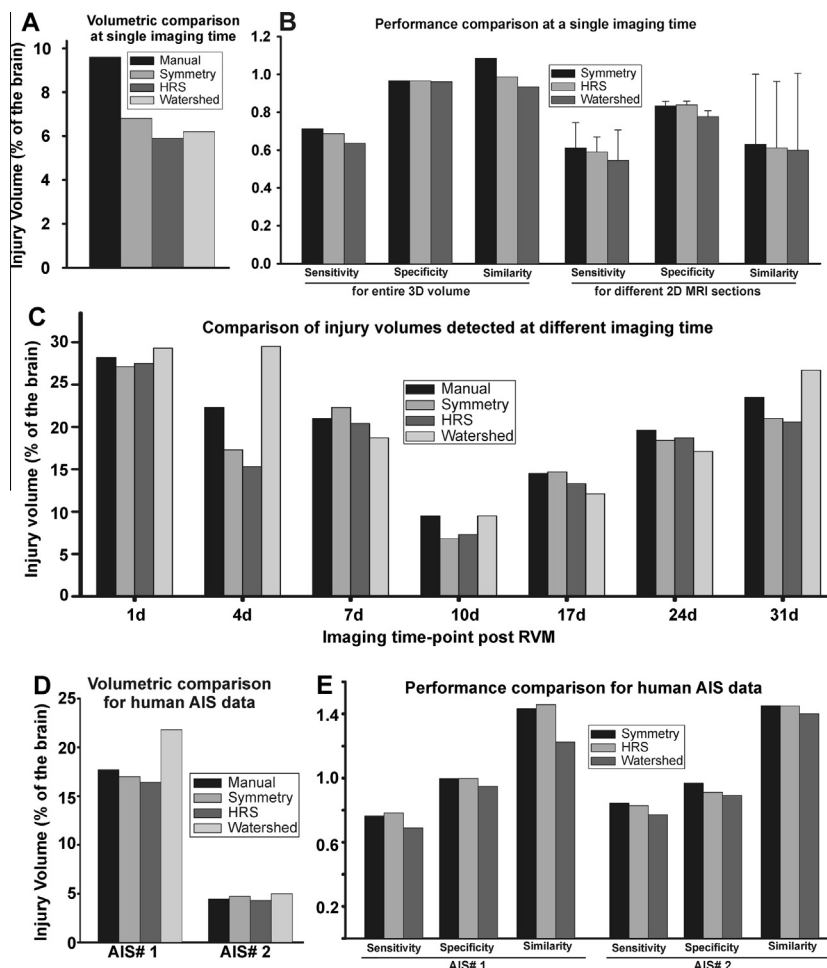 A
Volumetric comparison
at single imaging time
Injury Volume (% of the brain)
10
8
6
4
2
0
Manual
Symmetry
HRS
Watershed
B
Performance comparison at a single imaging time
1.2
1.0
0.8
0.6
0.4
0.2
0.0
Symmetry
HRS
Watershed
Sensitivity Specificity Similarity Sensitivity Specificity Similarity
for entire 3D volume for different 2D MRI sections
C
Comparison of injury volumes detected at different imaging time
Injury volume (% of the brain)
30
25
20
15
10
5
0
Manual
Symmetry
HRS
Watershed
1d 4d 7d 10d 17d 24d 31d
Imaging time-point post RVM
D
Volumetric comparison
for human AIS data
Injury Volume (% of the brain)
25
20
15
10
5
0
Manual
Symmetry
HRS
Watershed
AIS# 1 AIS# 2
E
Performance comparison for human AIS data
1.4
1.0
0.6
0.2
Symmetry
HRS
Watershed
Sensitivity Specificity Similarity Sensitivity Specificity Similarity
AIS# 1 AIS# 2